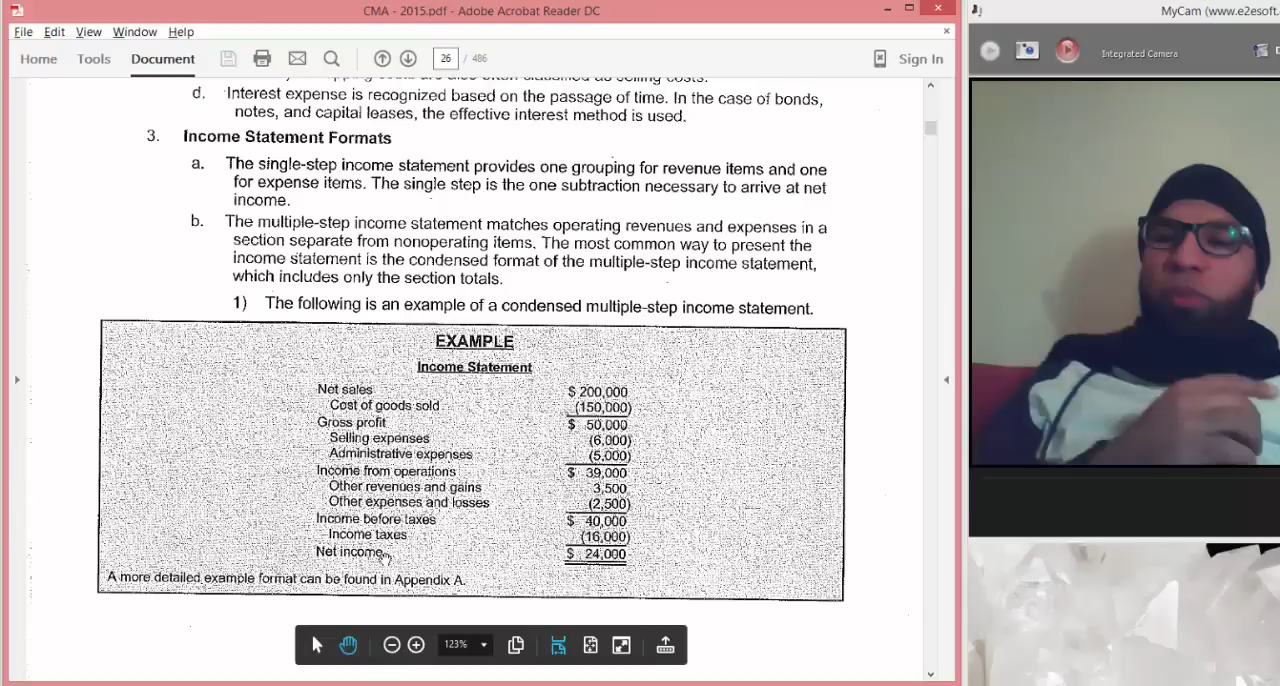 CMA - 2015.pdf - Adobe Acrobat Reader DC
File Edit View Window Help
Home Tools Document 26 / 486 Sign In
d. Interest expense is recognized based on the passage of time. In the case of bonds,
notes, and capital leases, the effective interest method is used.
3. Income Statement Formats
a. The single-step income statement provides one grouping for revenue items and one
for expense items. The single step is the one subtraction necessary to arrive at net
income.
b. The multiple-step income statement matches operating revenues and expenses in a
section separate from nonoperating items. The most common way to present the
income statement is the condensed format of the multiple-step income statement,
which includes only the section totals.
1) The following is an example of a condensed multiple-step income statement.
EXAMPLE
Income Statement
Net sales $ 200,000
Cost of goods sold (150,000)
Gross profit $ 50,000
Selling expenses (6,000)
Administrative expenses (5,000)
Income from operations $ 39,000
Other revenues and gains 3,500
Other expenses and losses (2,500)
Income before taxes $ 40,000
Income taxes (16,000)
Net income $ 24,000
A more detailed example format can be found in Appendix A.
123%
MyCam (www.e2esoft.
Integrated Camera